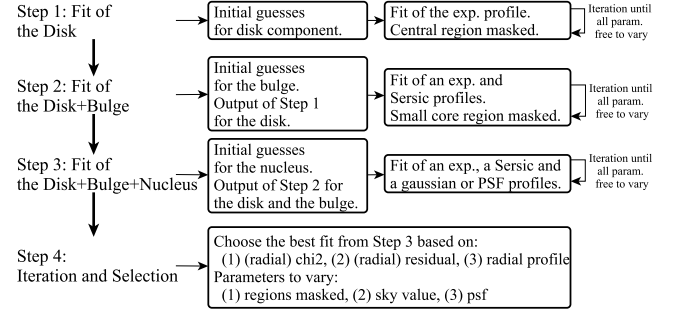 Step 1: Fit of
the Disk
Initial guesses
for disk component.
Fit of the exp. profile.
Central region masked.
Iteration until
all param.
free to vary
Step 2: Fit of
the Disk+Bulge
Initial guesses
for the bulge.
Output of Step 1
for the disk.
Fit of an exp. and
Sersic profiles.
Small core region masked.
Iteration until
all param.
free to vary
Step 3: Fit of
the Disk+Bulge+Nucleus
Initial guesses
for the nucleus.
Output of Step 2 for
the disk and the bulge.
Fit of an exp., a Sersic and
a gaussian or PSF profiles.
Iteration until
all param.
free to vary
Step 4:
Iteration and Selection
Choose the best fit from Step 3 based on:
(1) (radial) chi2, (2) (radial) residual, (3) radial profile
Parameters to vary:
(1) regions masked, (2) sky value, (3) psf